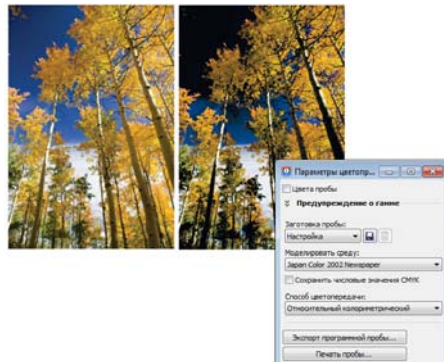 Параметры цветопр...
Цвета пробы
Предупреждение о гамме
Заготовка пробы:
Настройка
Моделировать среду:
Japan Color 2002 Newspaper
Сохранить числовые значения CMYK
Способ цветопередачи:
Относительный колориметрический
Экспорт программной пробы...
Печать пробы...